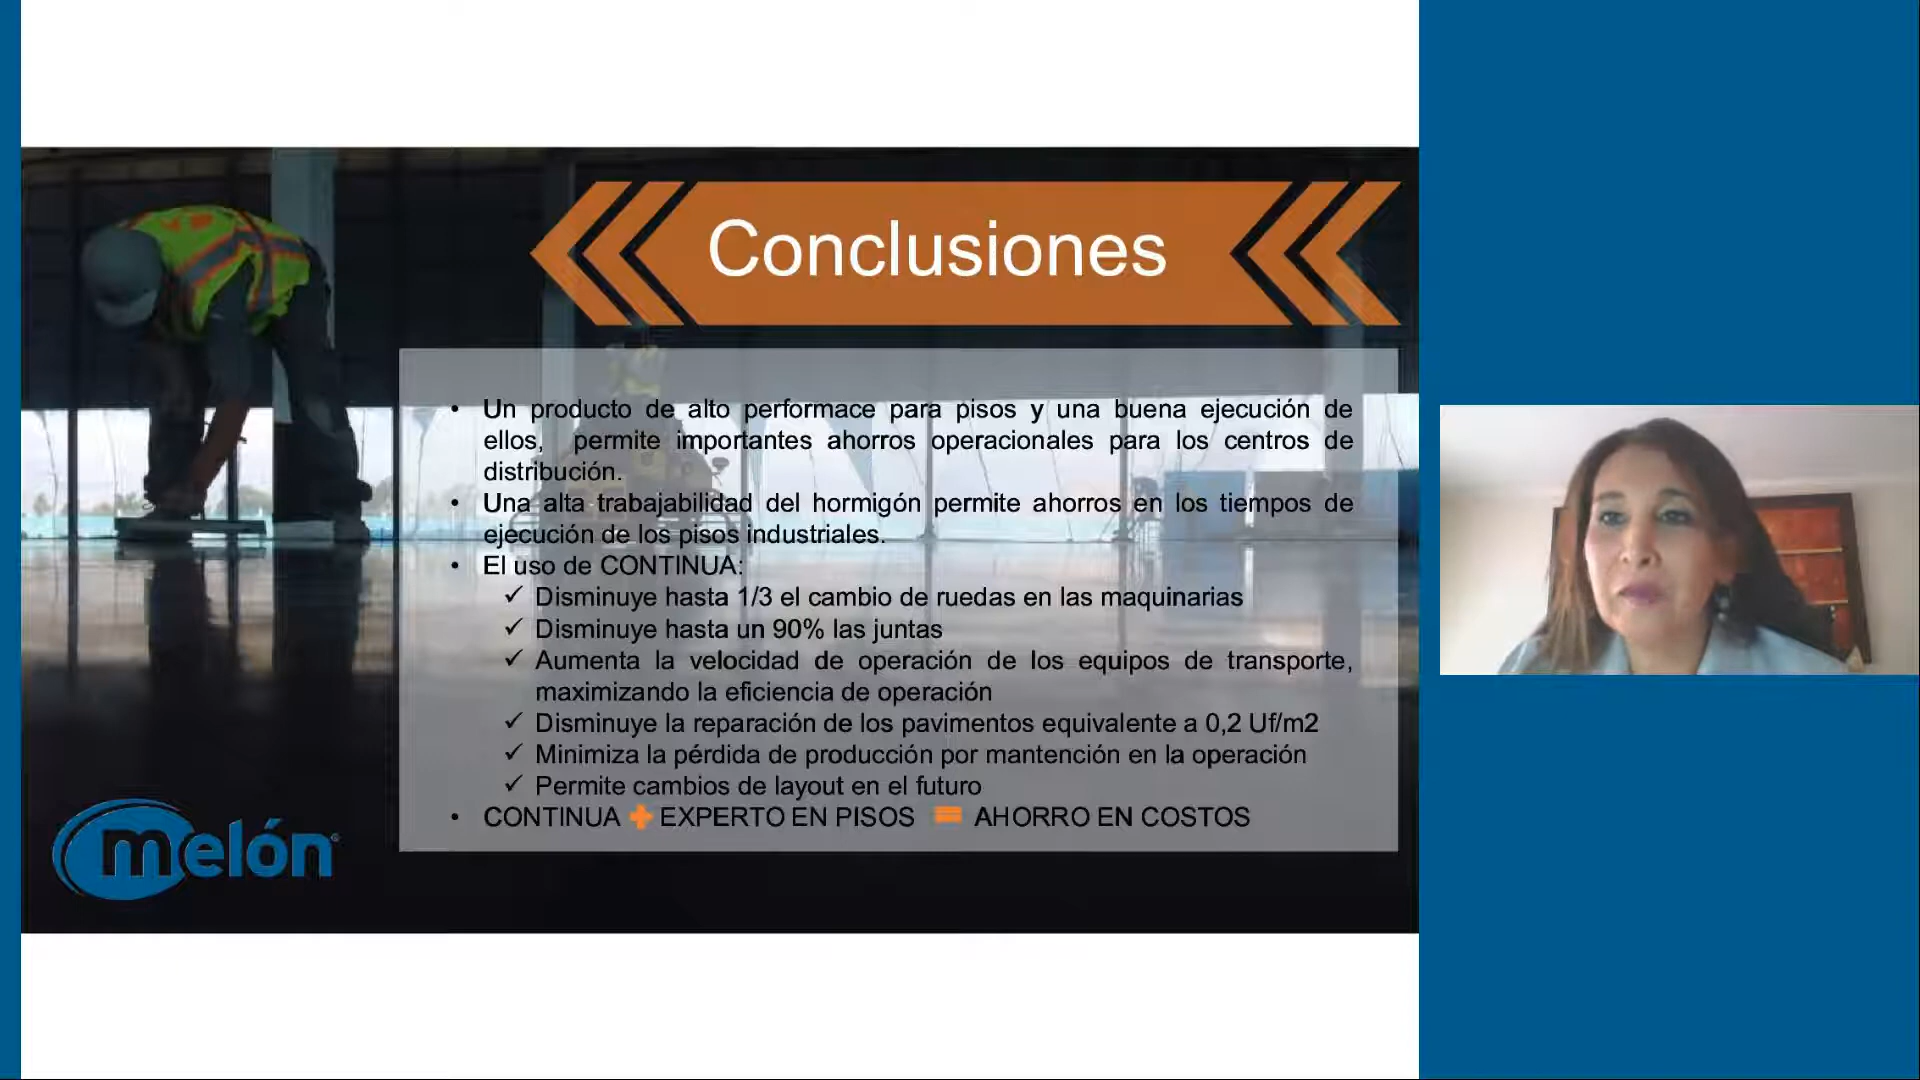 Conclusiones
• Un producto de alto performace para pisos y una buena ejecución de
ellos, permite importantes ahorros operacionales para los centros de
distribución.
• Una alta trabajabilidad del hormigón permite ahorros en los tiempos de
ejecución de los pisos industriales.
• El uso de CONTINUA:
✓ Disminuye hasta 1/3 el cambio de ruedas en las maquinarias
✓ Disminuye hasta un 90% las juntas
✓ Aumenta la velocidad de operación de los equipos de transporte,
maximizando la eficiencia de operación
✓ Disminuye la reparación de los pavimentos equivalente a 0,2 Uf/m2
✓ Minimiza la pérdida de producción por mantención en la operación
✓ Permite cambios de layout en el futuro
• CONTINUA + EXPERTO EN PISOS = AHORRO EN COSTOS
melón